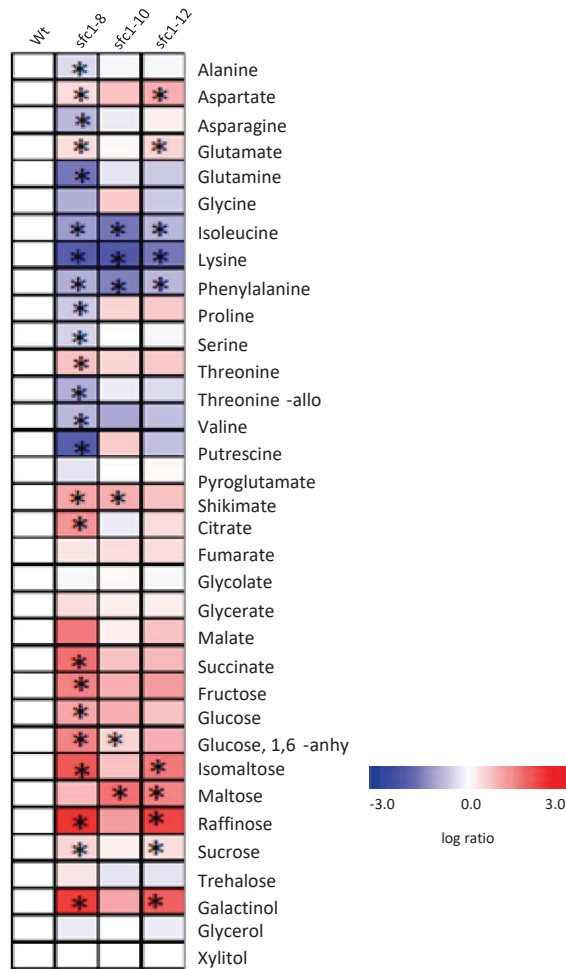 Wt sfc1-8 sfc1-10 sfc1-12
* Alanine
* * Aspartate
* Asparagine
* * Glutamate
* Glutamine
Glycine
* * * Isoleucine
* * * Lysine
* * * Phenylalanine
* Proline
* Serine
* Threonine
* Threonine -allo
* Valine
* Putrescine
Pyroglutamate
* * Shikimate
* Citrate
Fumarate
Glycolate
Glycerate
Malate
* Succinate
* Fructose
* Glucose
* * Glucose, 1,6 -anhy
* * Isomaltose
* * Maltose
* * Raffinose
* * Sucrose
Trehalose
* * Galactinol
Glycerol
Xylitol
-3.0 0.0 3.0
log ratio